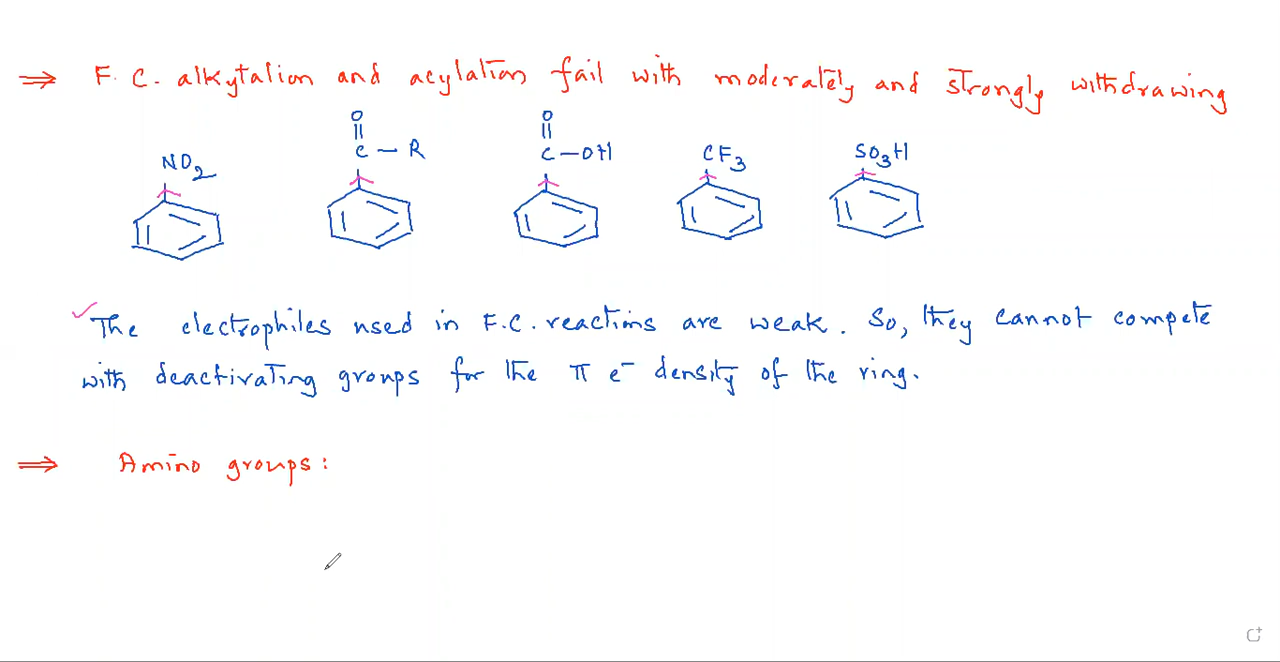 ⇒ F.C. alkytalion and acylation fail with moderately and strongly withdrawing
O O
NO2 C – R C – OH CF3 SO3H
✓ The electrophiles used in F.C. reactions are weak. So, they cannot compete
with deactivating groups for the π e⁻ density of the ring.
⇒ Amino groups: